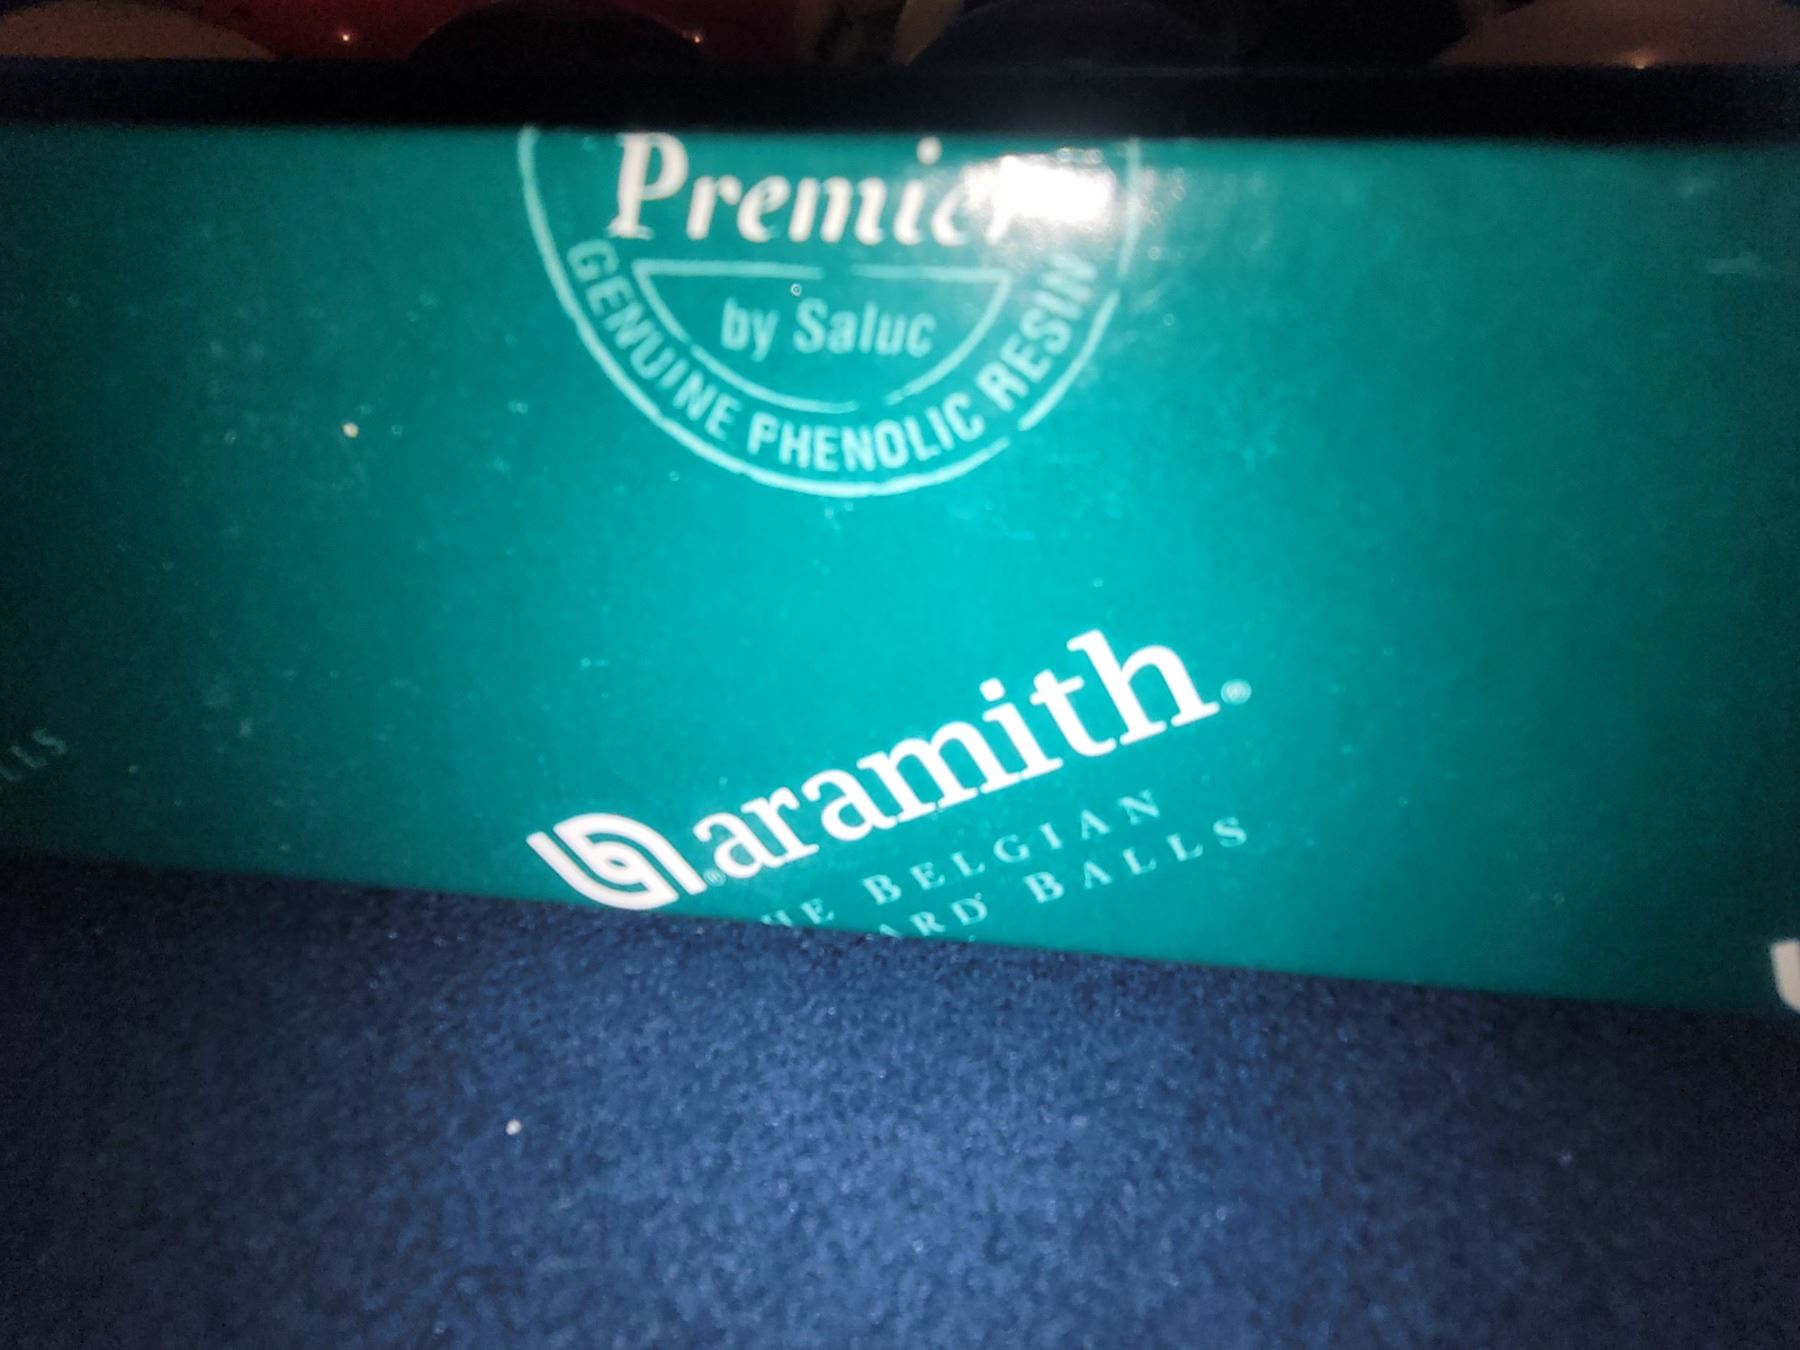 Premier
by Saluc
GENUINE PHENOLIC RESIN
aramith®
BELGIAN
BALLS